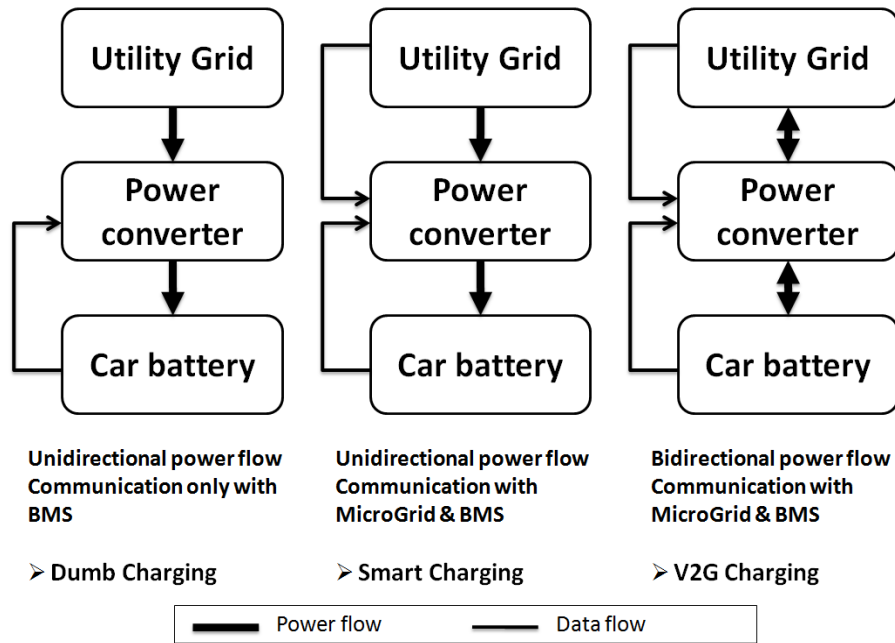 Utility Grid
Power
converter
Car battery
Unidirectional power flow
Communication only with
BMS
➢ Dumb Charging
Utility Grid
Power
converter
Car battery
Unidirectional power flow
Communication with
MicroGrid & BMS
➢ Smart Charging
Utility Grid
Power
converter
Car battery
Bidirectional power flow
Communication with
MicroGrid & BMS
➢ V2G Charging
Power flow
Data flow